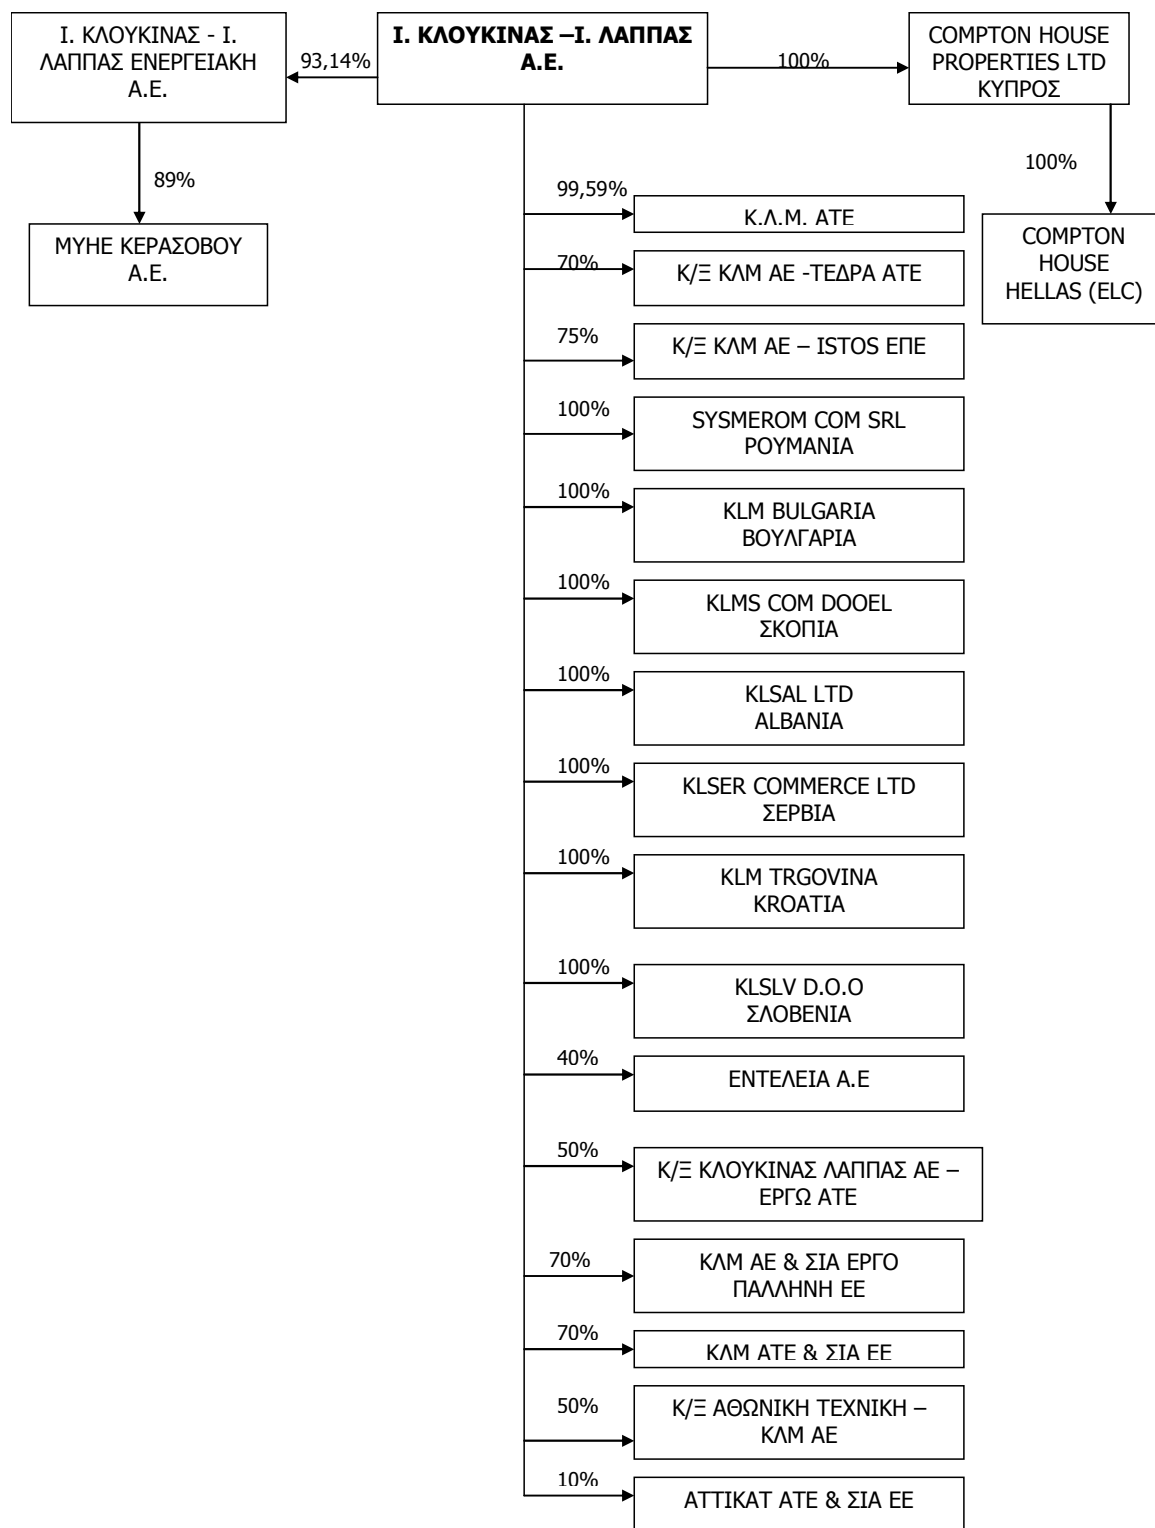 Ι. ΚΛΟΥΚΙΝΑΣ - Ι.
ΛΑΠΠΑΣ ΕΝΕΡΓΕΙΑΚΗ
Α.Ε.
93,14%
Ι. ΚΛΟΥΚΙΝΑΣ –Ι. ΛΑΠΠΑΣ
Α.Ε.
100%
COMPTON HOUSE
PROPERTIES LTD
ΚΥΠΡΟΣ
89%
ΜΥΗΕ ΚΕΡΑΣΟΒΟΥ
Α.Ε.
100%
COMPTON
HOUSE
HELLAS (ELC)
99,59%
Κ.Λ.Μ. ΑΤΕ
70%
Κ/Ξ ΚΛΜ ΑΕ -ΤΕΔΡΑ ΑΤΕ
75%
Κ/Ξ ΚΛΜ ΑΕ – ISTOS ΕΠΕ
100%
SYSMEROM COM SRL
ΡΟΥΜΑΝΙΑ
100%
KLM BULGARIA
ΒΟΥΛΓΑΡΙΑ
100%
KLMS COM DOOEL
ΣΚΟΠΙΑ
100%
KLSAL LTD
ALBANIA
100%
KLSER COMMERCE LTD
ΣΕΡΒΙΑ
100%
KLM TRGOVINA
KROATIA
100%
KLSLV D.O.O
ΣΛΟΒΕΝΙΑ
40%
ΕΝΤΕΛΕΙΑ Α.Ε
50%
Κ/Ξ ΚΛΟΥΚΙΝΑΣ ΛΑΠΠΑΣ ΑΕ –
ΕΡΓΩ ΑΤΕ
70%
ΚΛΜ ΑΕ & ΣΙΑ ΕΡΓΟ
ΠΑΛΛΗΝΗ ΕΕ
70%
ΚΛΜ ΑΤΕ & ΣΙΑ ΕΕ
50%
Κ/Ξ ΑΘΩΝΙΚΗ ΤΕΧΝΙΚΗ –
ΚΛΜ ΑΕ
10%
ΑΤΤΙΚΑΤ ΑΤΕ & ΣΙΑ ΕΕ